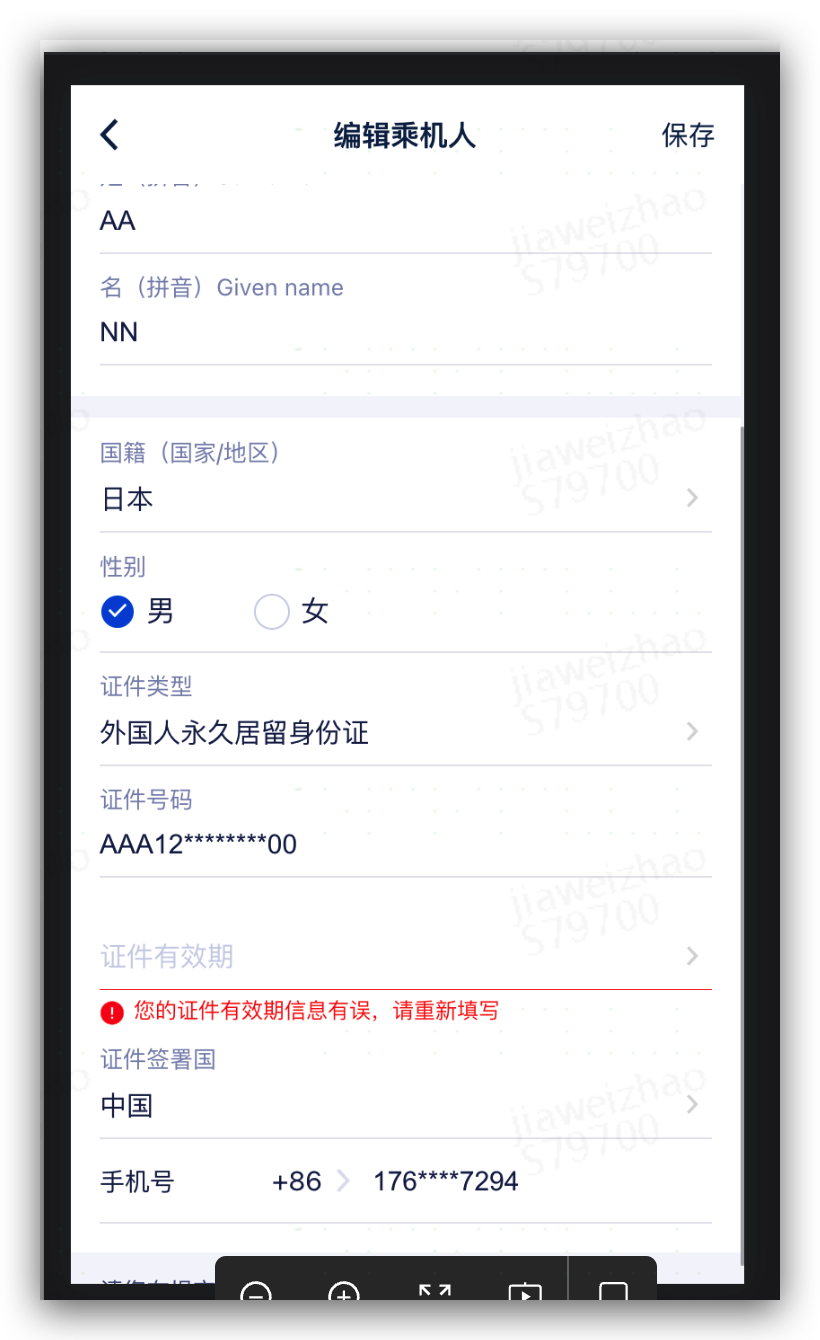 编辑乘机人
保存
AA
名（拼音）Given name
NN
国籍（国家/地区）
日本
性别
男 女
证件类型
外国人永久居留身份证
证件号码
AAA12********00
证件有效期
您的证件有效期信息有误，请重新填写
证件签署国
中国
手机号 +86 176****7294
jiaweizhao
S79700
jiaweizhao
S79700
jiaweizhao
S79700
jiaweizhao
S79700
jiaweizhao
S79700